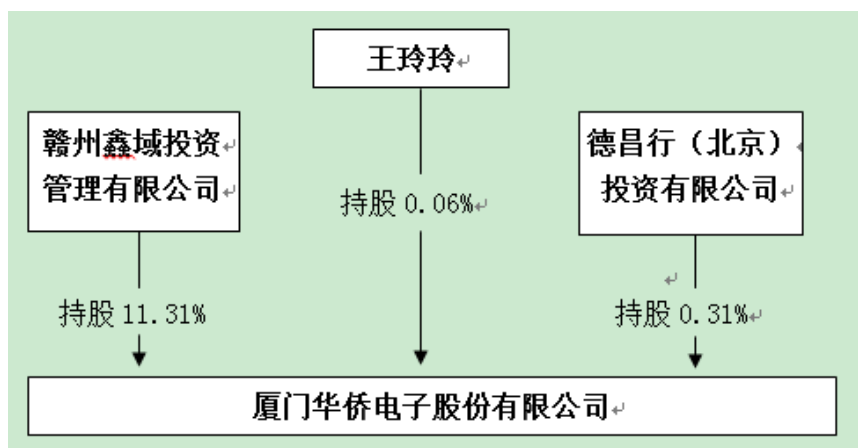 王玲玲
赣州鑫域投资
管理有限公司
德昌行（北京）
投资有限公司
持股 0.06%
持股 11.31%
持股 0.31%
厦门华侨电子股份有限公司